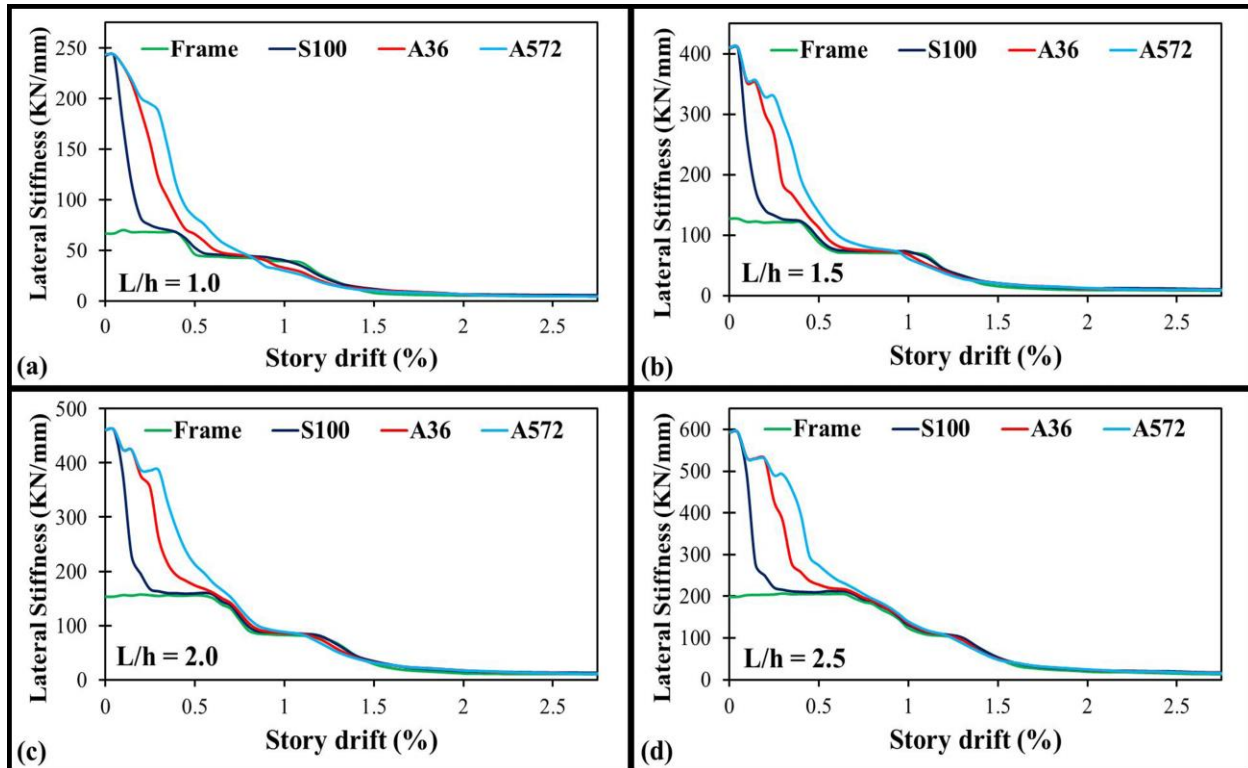 Frame S100 A36 A572
Lateral Stiffness (KN/mm)
250
200
150
100
50
0
0 0.5 1 1.5 2 2.5
L/h = 1.0
Story drift (%)
(a)
Frame S100 A36 A572
Lateral Stiffness (KN/mm)
400
300
200
100
0
0 0.5 1 1.5 2 2.5
L/h = 1.5
Story drift (%)
(b)
Frame S100 A36 A572
Lateral Stiffness (KN/mm)
500
400
300
200
100
0
0 0.5 1 1.5 2 2.5
L/h = 2.0
Story drift (%)
(c)
Frame S100 A36 A572
Lateral Stiffness (KN/mm)
600
500
400
300
200
100
0
0 0.5 1 1.5 2 2.5
L/h = 2.5
Story drift (%)
(d)